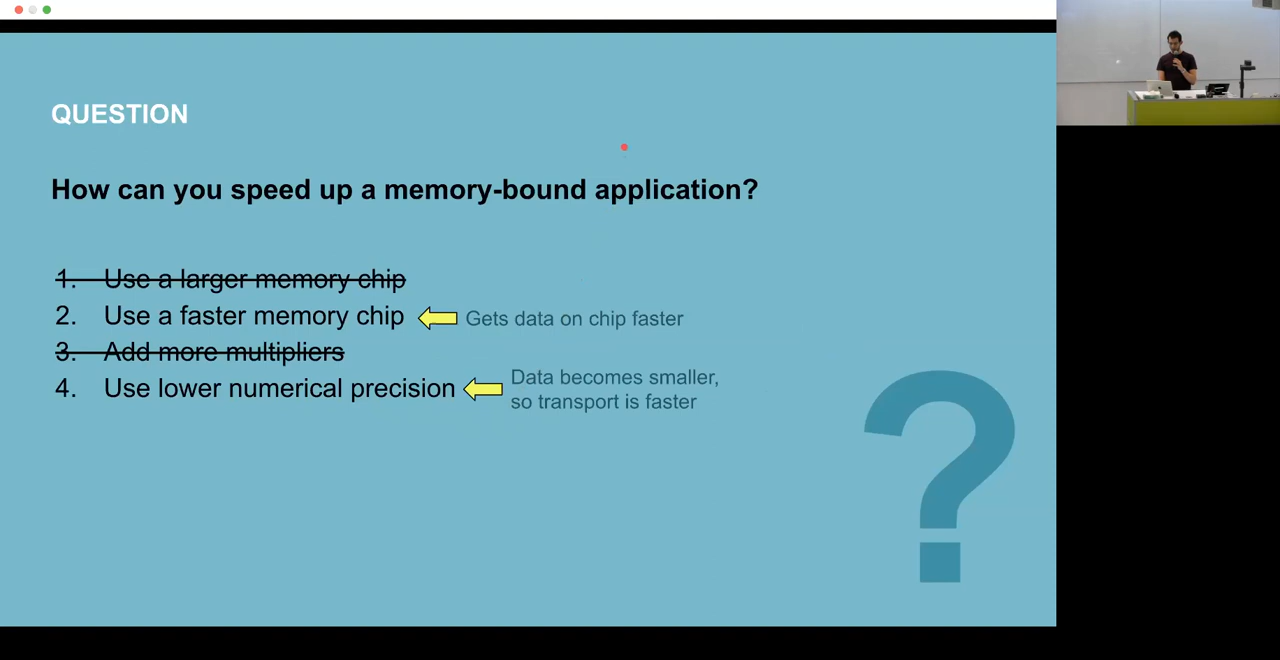 QUESTION
How can you speed up a memory-bound application?
1. Use a larger memory chip
2. Use a faster memory chip
Gets data on chip faster
3. Add more multipliers
4. Use lower numerical precision
Data becomes smaller,
so transport is faster
?